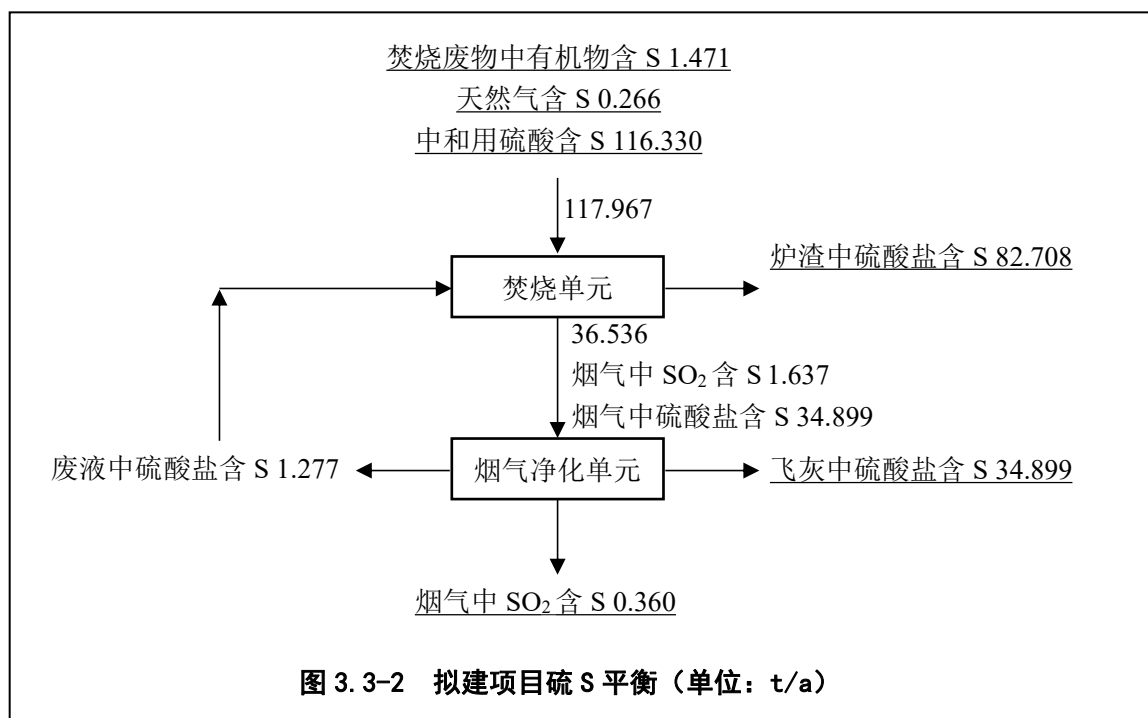 焚烧废物中有机物含 S 1.471
天然气含 S 0.266
中和用硫酸含 S 116.330
117.967
炉渣中硫酸盐含 S 82.708
焚烧单元
36.536
烟气中 SO₂ 含 S 1.637
烟气中硫酸盐含 S 34.899
废液中硫酸盐含 S 1.277
烟气净化单元
飞灰中硫酸盐含 S 34.899
烟气中 SO₂ 含 S 0.360
图 3.3-2 拟建项目硫 S 平衡（单位：t/a）